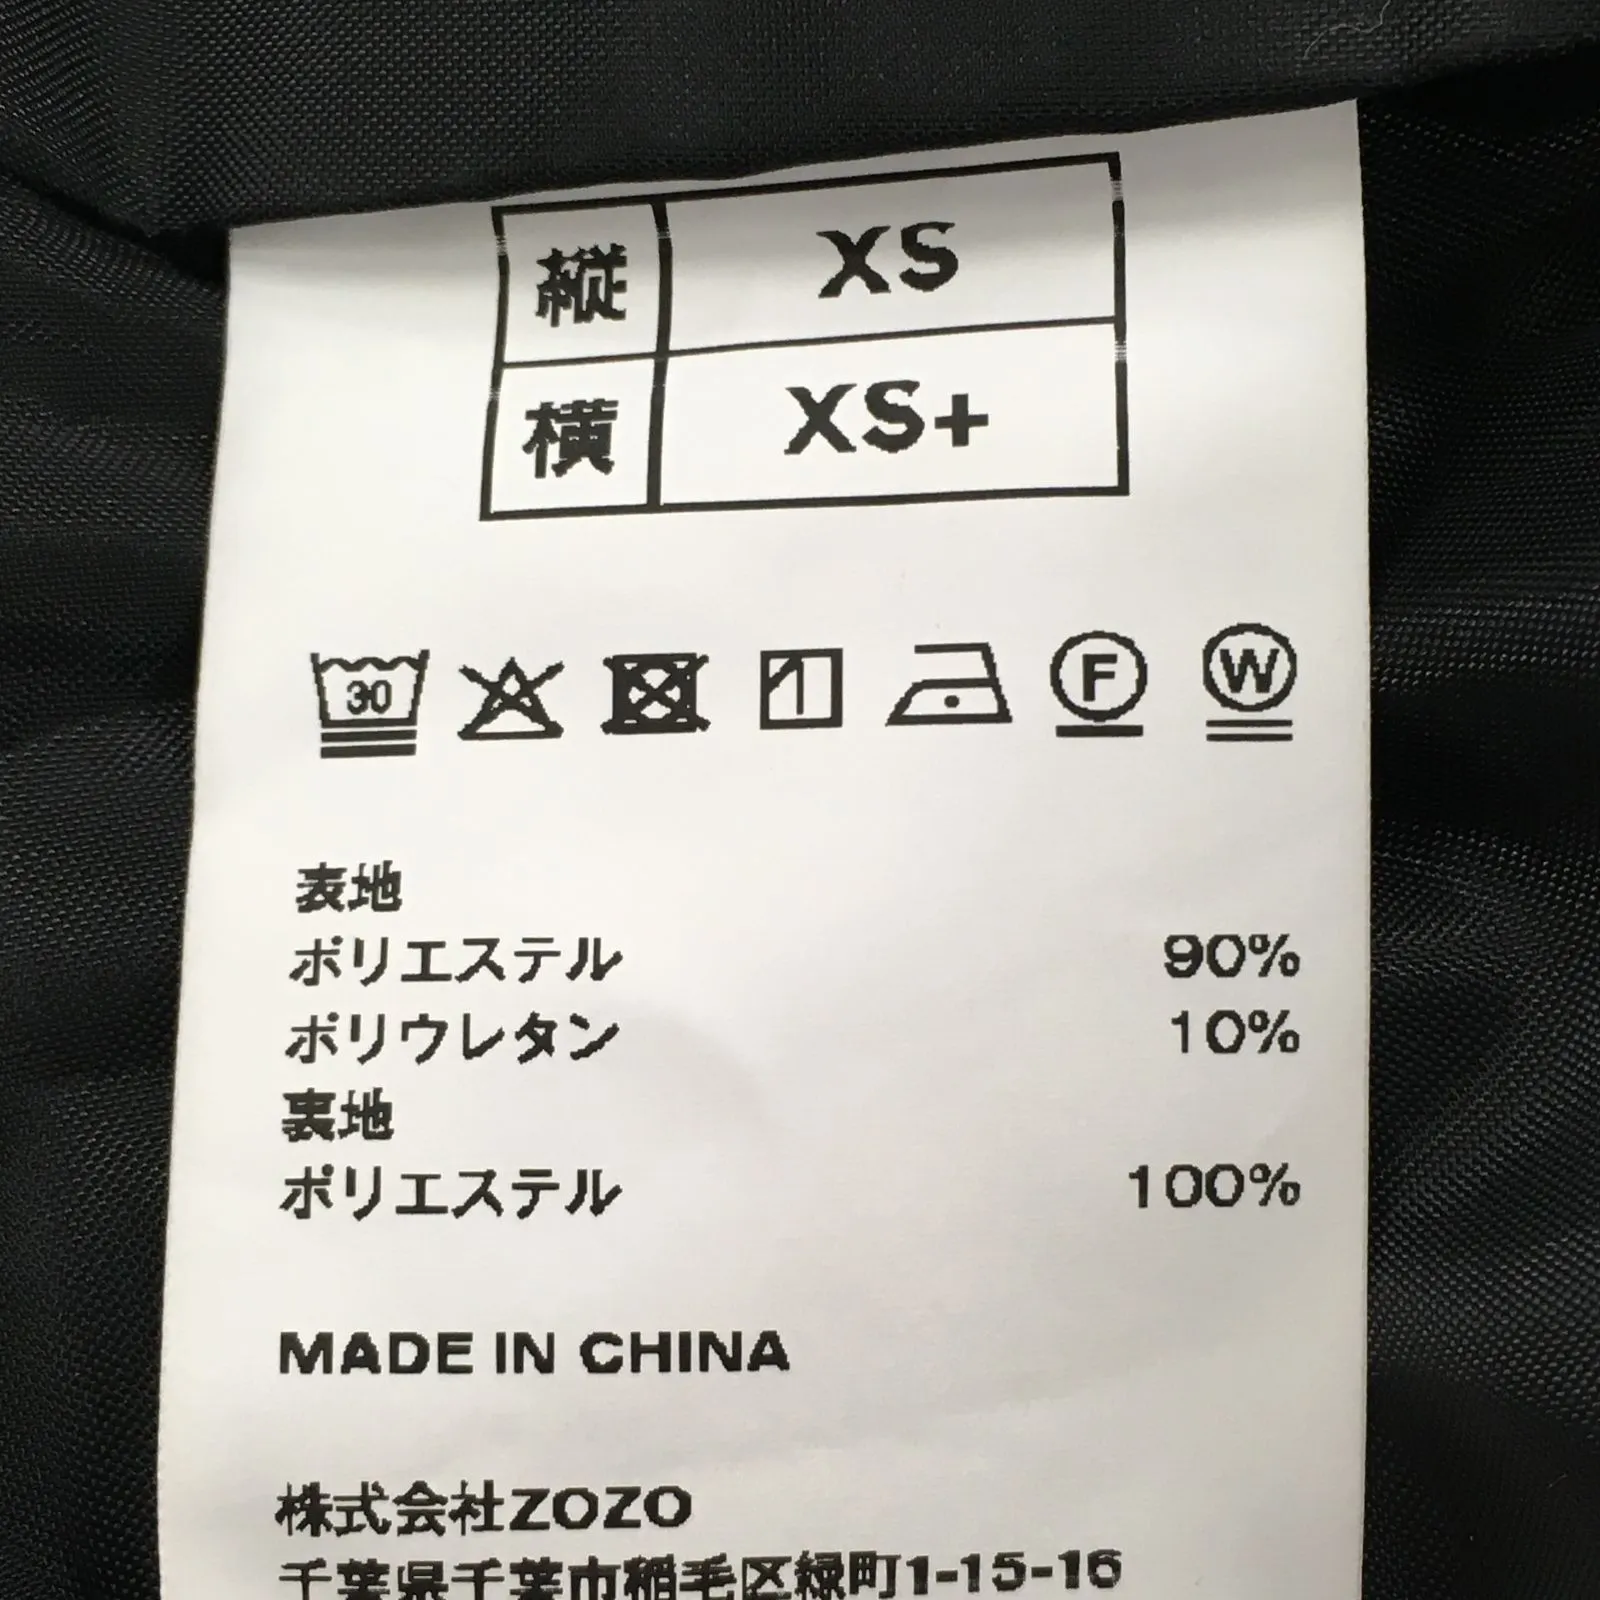 縦 XS
横 XS+
30
F W
表地
ポリエステル 90%
ポリウレタン 10%
裏地
ポリエステル 100%
MADE IN CHINA
株式会社ZOZO
千葉県千葉市稲毛区緑町1-15-16